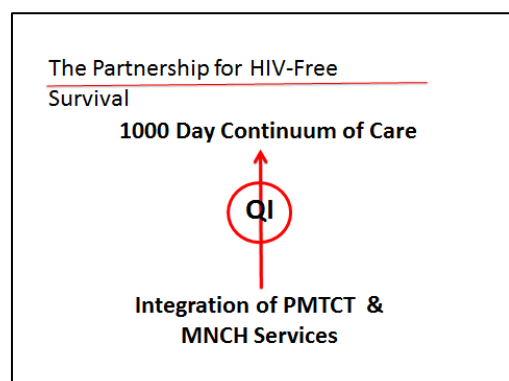 The Partnership for HIV-Free
Survival
1000 Day Continuum of Care
QI
Integration of PMTCT &
MNCH Services